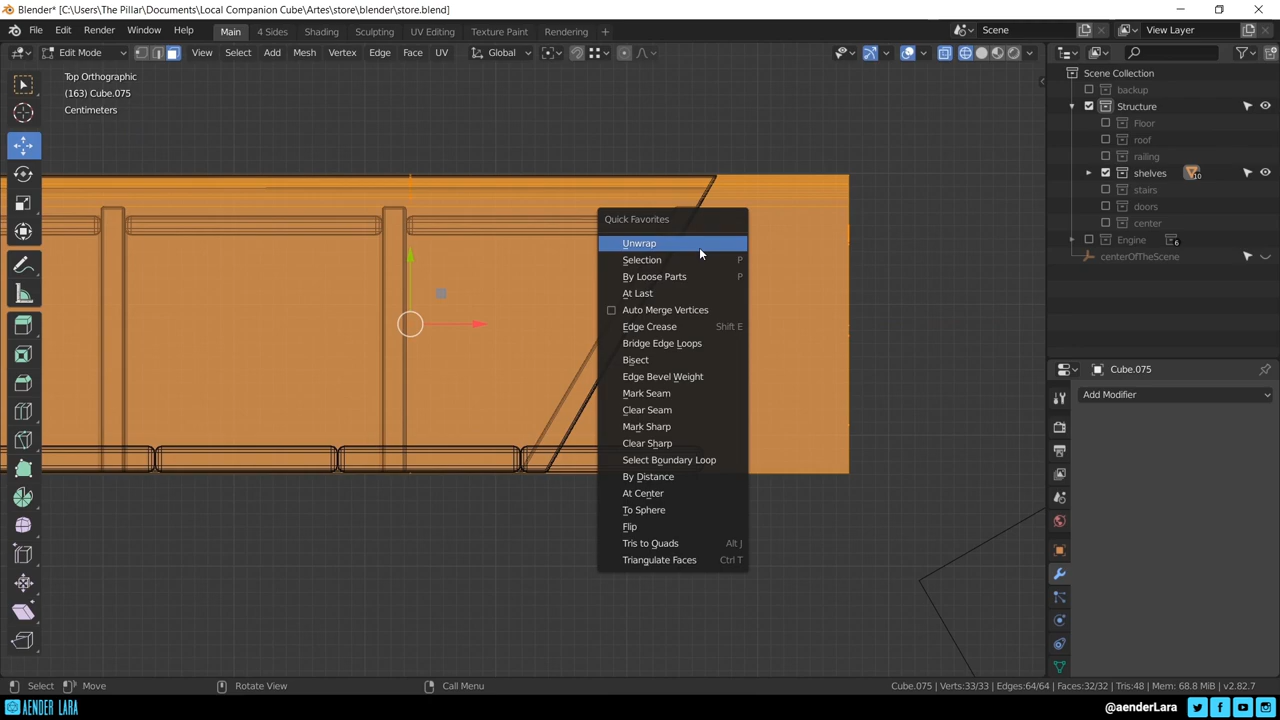 Blender* [C:\Users\The Pillar\Documents\Local Companion Cube\Artes\store\blender\store.blend]
File Edit Render Window Help Main 4 Sides Shading Sculpting UV Editing Texture Paint Rendering + Scene View Layer
Edit Mode View Select Add Mesh Vertex Edge Face UV Global
Top Orthographic
(163) Cube.075
Centimeters
Quick Favorites
Unwrap
Selection P
By Loose Parts P
At Last
Auto Merge Vertices
Edge Crease Shift E
Bridge Edge Loops
Bisect
Edge Bevel Weight
Mark Seam
Clear Seam
Mark Sharp
Clear Sharp
Select Boundary Loop
By Distance
At Center
To Sphere
Flip
Tris to Quads Alt J
Triangulate Faces Ctrl T
Scene Collection
backup
Structure
Floor
roof
railing
shelves 10
stairs
doors
center
Engine 6
centerOfTheScene
Cube.075
Add Modifier
Select Move Rotate View Call Menu Cube.075 | Verts:33/33 | Edges:64/64 | Faces:32/32 | Tris:48 | Mem: 68.8 MiB | v2.82.7
AENDER LARA @aenderLara